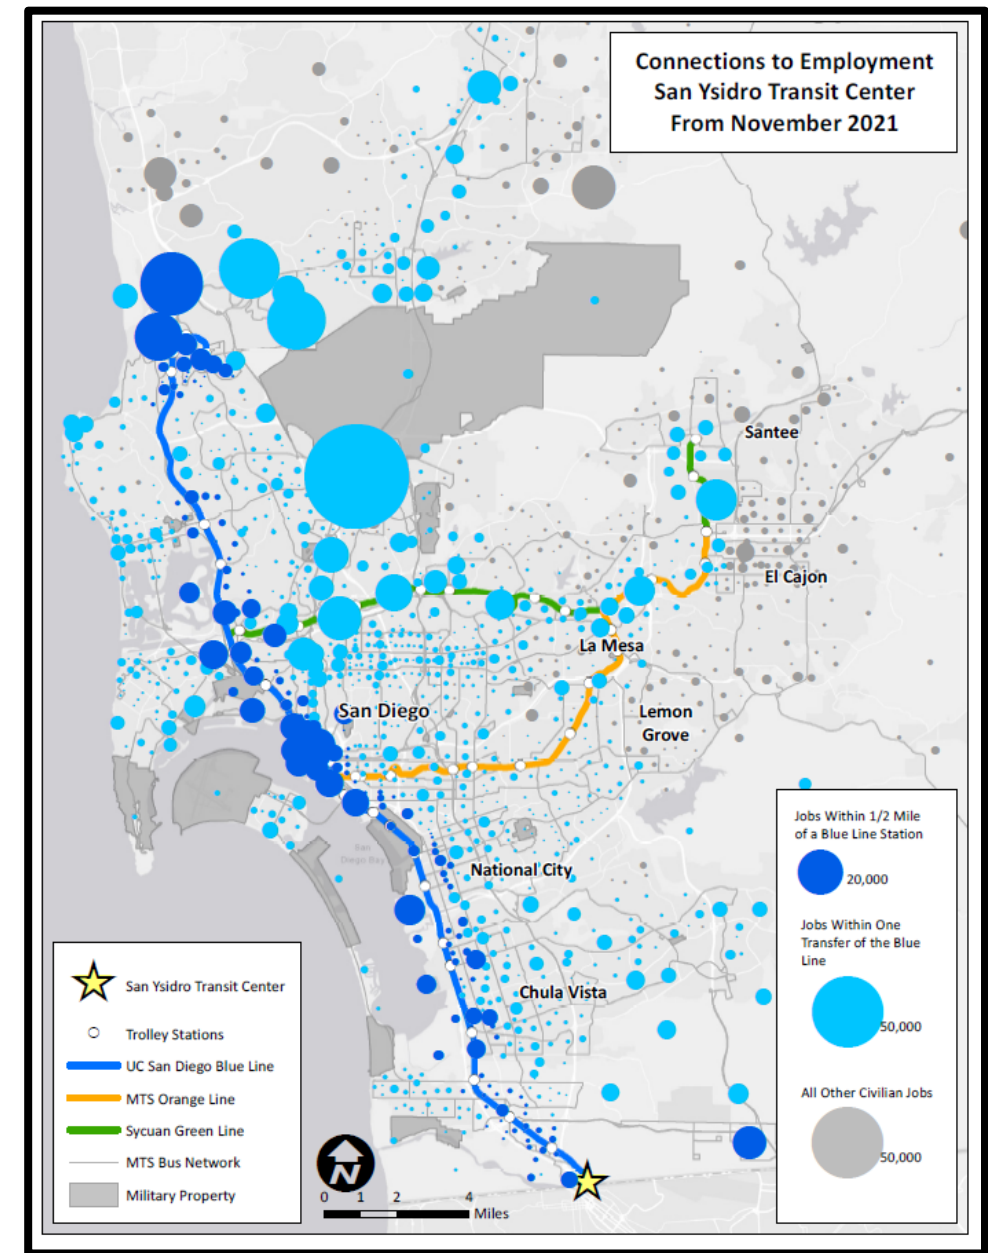 Connections to Employment
San Ysidro Transit Center
From November 2021
Santee
El Cajon
La Mesa
San Diego
Lemon
Grove
San
Diego Bay
National City
Chula Vista
Jobs Within 1/2 Mile
of a Blue Line Station
20,000
Jobs Within One
Transfer of the Blue
Line
50,000
All Other Civilian Jobs
50,000
San Ysidro Transit Center
Trolley Stations
UC San Diego Blue Line
MTS Orange Line
Sycuan Green Line
MTS Bus Network
Military Property
N
0 1 2 4
Miles